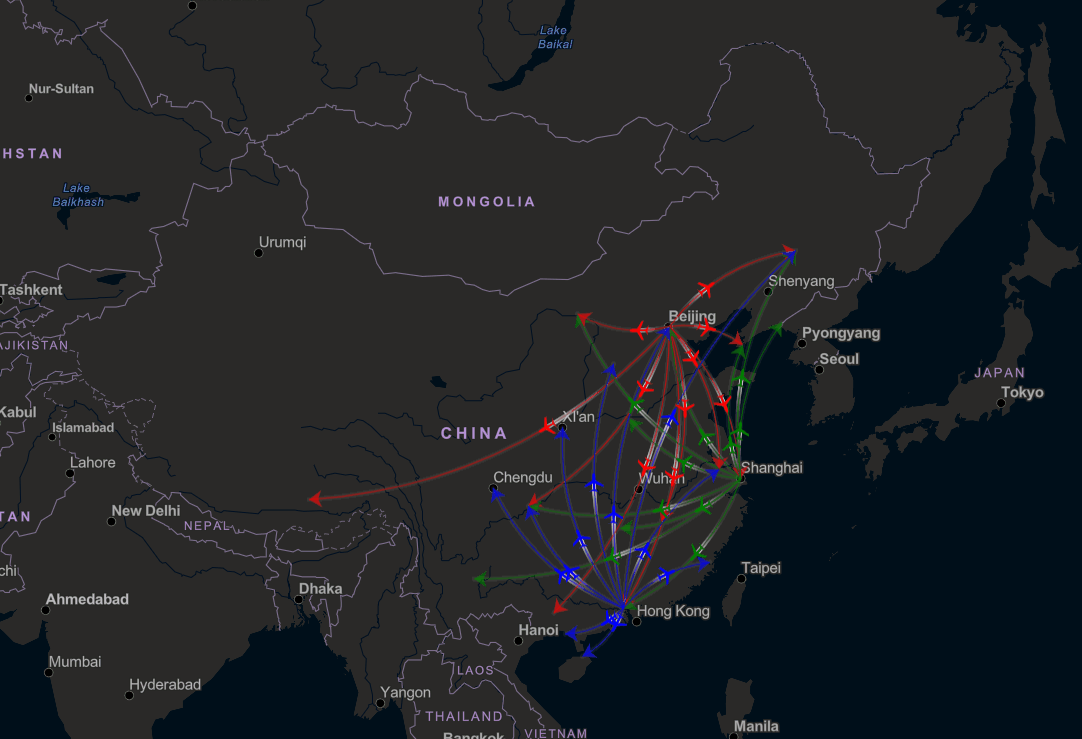 Lake
Baikal
Nur-Sultan
HSTAN
Lake
Balkhash
MONGOLIA
Urumqi
Shenyang
Tashkent
Beijing
Pyongyang
AJIKISTAN
Seoul
JAPAN
Tokyo
Kabul
XI'an
Islamabad
CHINA
Lahore
Shanghai
Chengdu
Wuhan
TAN
New Delhi
NEPAL
chi
Taipei
Dhaka
Ahmedabad
Hong Kong
Hanoi
Mumbai
LAOS
Hyderabad
Yangon
THAILAND
Manila
VIETNAM
Bangkok